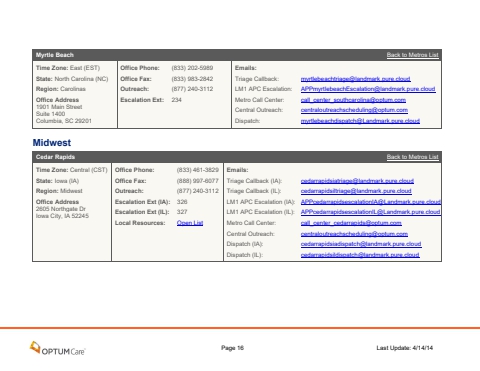 Myrtle Beach Back to Metros List
Time Zone: East (EST) Office Phone: (833) 202-5989 Emails:
State: North Carolina (NC) Office Fax: (833) 983-2842 Triage Callback: myrtlebeachtriage@landmark.pure.cloud
Region: Carolinas Outreach: (877) 240-3112 LM1 APC Escalation: APPmyrtlebeachEscalation@landmark.pure.cloud
Office Address Escalation Ext: 234 Metro Call Center: call_center_southcarolina@optum.com
1901 Main Street Central Outreach: centraloutreachscheduling@optum.com
Suite 1400
Columbia, SC 29201 Dispatch: myrtlebeachdispatch@Landmark.pure.cloud
Midwest
Cedar Rapids Back to Metros List
Time Zone: Central (CST) Office Phone: (833) 461-3829 Emails:
State: Iowa (IA) Office Fax: (888) 997-6077 Triage Callback (IA): cedarrapidsiatriage@landmark.pure.cloud
Region: Midwest Outreach: (877) 240-3112 Triage Callback (IL): cedarrapidsiltriage@landmark.pure.cloud
Office Address Escalation Ext (IA): 326 LM1 APC Escalation (IA): APPcedarrapidsescalationIA@Landmark.pure.cloud
2605 Northgate Dr Escalation Ext (IL): 327 LM1 APC Escalation (IL): APPcedarrapidsescalationIL@Landmark.pure.cloud
Iowa City, IA 52245 Local Resources: Open List Metro Call Center: call_center_cedarrapids@optum.com
Central Outreach: centraloutreachscheduling@optum.com
Dispatch (IA): cedarrapidsiadispatch@landmark.pure.cloud
Dispatch (IL): cedarrapidsildispatch@landmark.pure.cloud
OPTUMCare Page 16 Last Update: 4/14/14